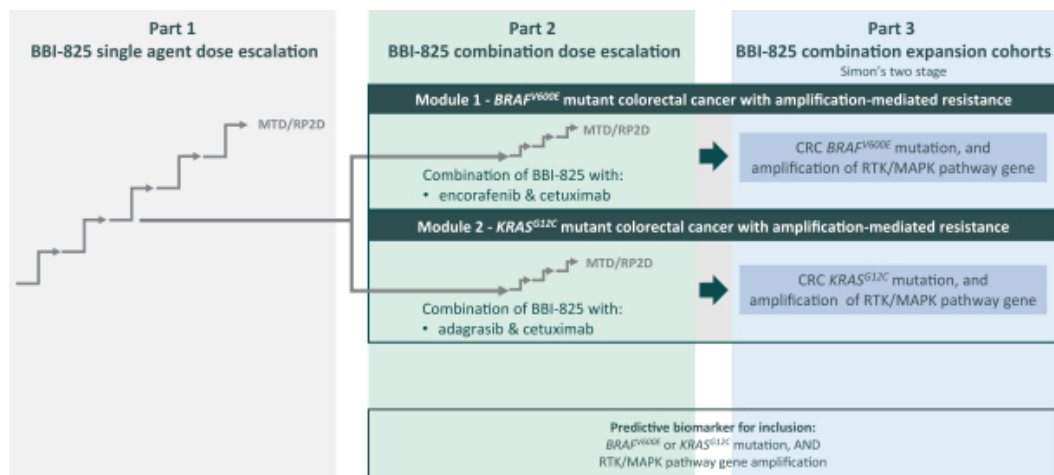 Part 1
BBI-825 single agent dose escalation
MTD/RP2D
Part 2
BBI-825 combination dose escalation
Part 3
BBI-825 combination expansion cohorts
Simon's two stage
Module 1 - BRAFV600E mutant colorectal cancer with amplification-mediated resistance
MTD/RP2D
Combination of BBI-825 with:
• encorafenib & cetuximab
CRC BRAFV600E mutation, and
amplification of RTK/MAPK pathway gene
Module 2 - KRASG12C mutant colorectal cancer with amplification-mediated resistance
MTD/RP2D
Combination of BBI-825 with:
• adagrasib & cetuximab
CRC KRASG12C mutation, and
amplification of RTK/MAPK pathway gene
Predictive biomarker for inclusion:
BRAFV600E or KRASG12C mutation, AND
RTK/MAPK pathway gene amplification